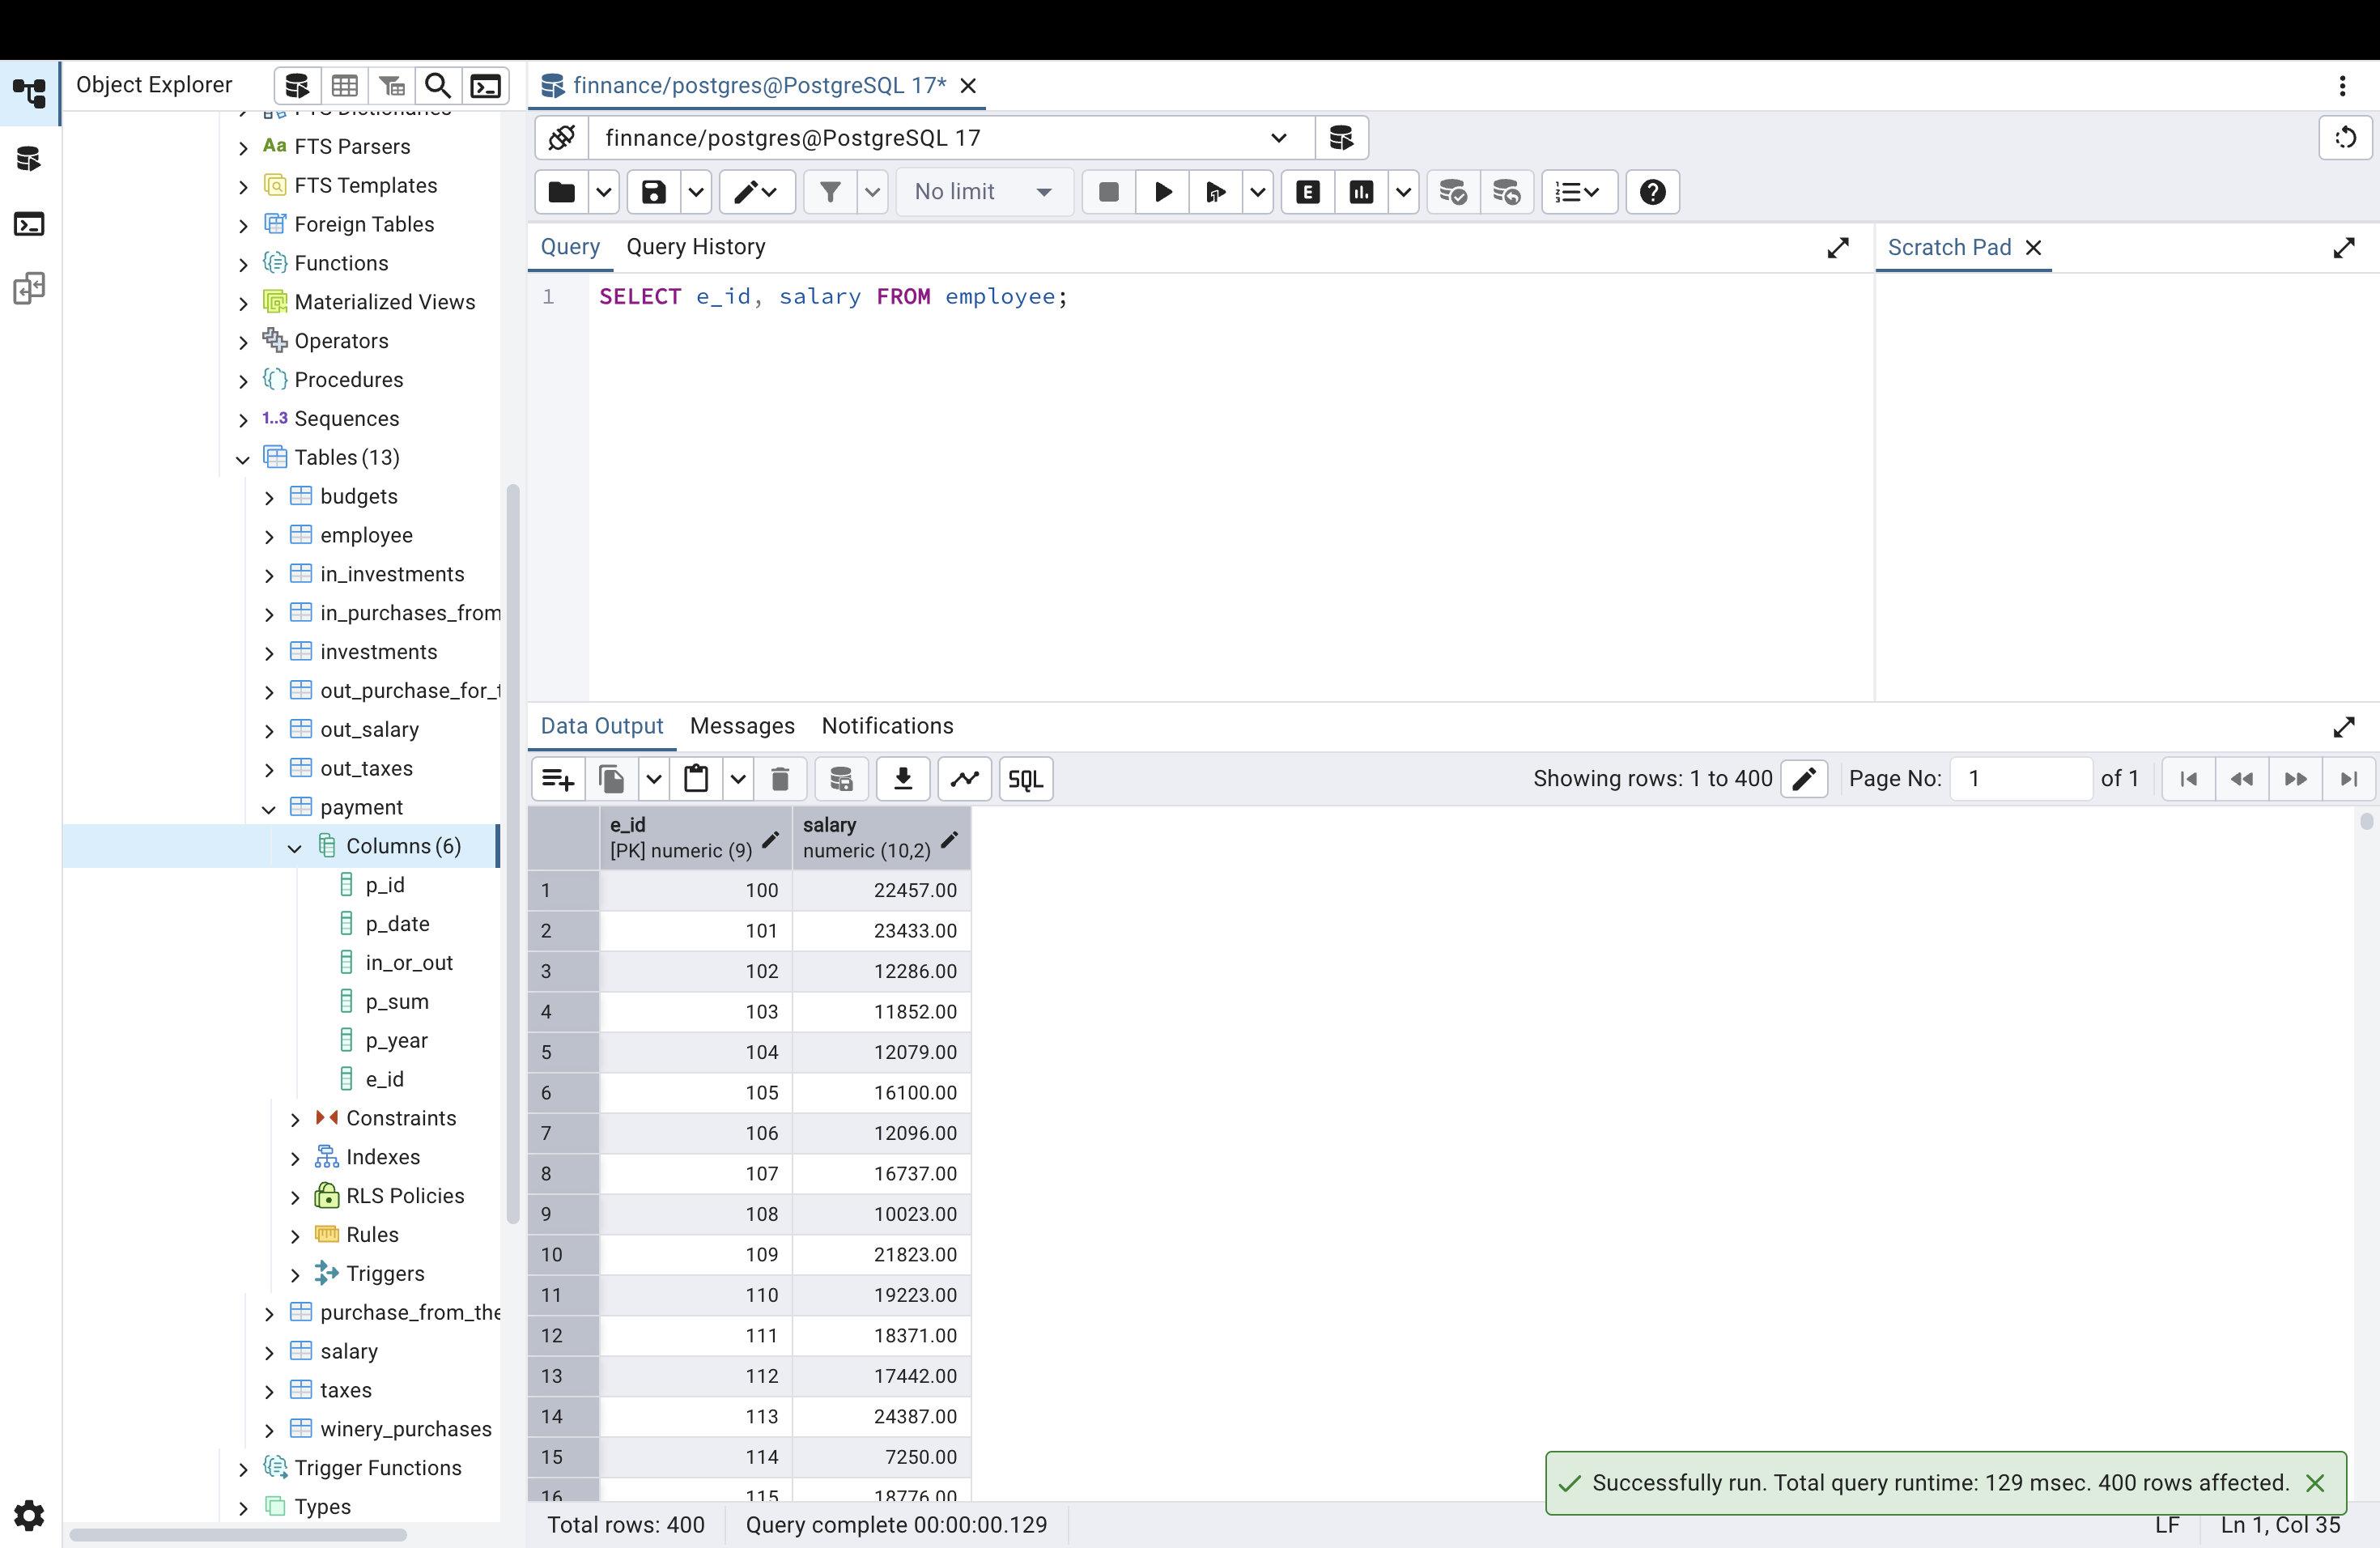 Object Explorer
FTS Parsers
FTS Templates
Foreign Tables
Functions
Materialized Views
Operators
Procedures
1..3 Sequences
Tables (13)
budgets
employee
in_investments
in_purchases_from
investments
out_purchase_for_t
out_salary
out_taxes
payment
Columns (6)
p_id
p_date
in_or_out
p_sum
p_year
e_id
Constraints
Indexes
RLS Policies
Rules
Triggers
purchase_from_the
salary
taxes
winery_purchases
Trigger Functions
Types
finnance/postgres@PostgreSQL 17*
finnance/postgres@PostgreSQL 17
No limit
Query Query History
Scratch Pad
1 SELECT e_id, salary FROM employee;
Data Output Messages Notifications
SQL Showing rows: 1 to 400 Page No: 1 of 1
e_id salary
[PK] numeric (9) numeric (10,2)
1 100 22457.00
2 101 23433.00
3 102 12286.00
4 103 11852.00
5 104 12079.00
6 105 16100.00
7 106 12096.00
8 107 16737.00
9 108 10023.00
10 109 21823.00
11 110 19223.00
12 111 18371.00
13 112 17442.00
14 113 24387.00
15 114 7250.00
16 115 18776.00
Successfully run. Total query runtime: 129 msec. 400 rows affected.
Total rows: 400 Query complete 00:00:00.129 LF Ln 1, Col 35